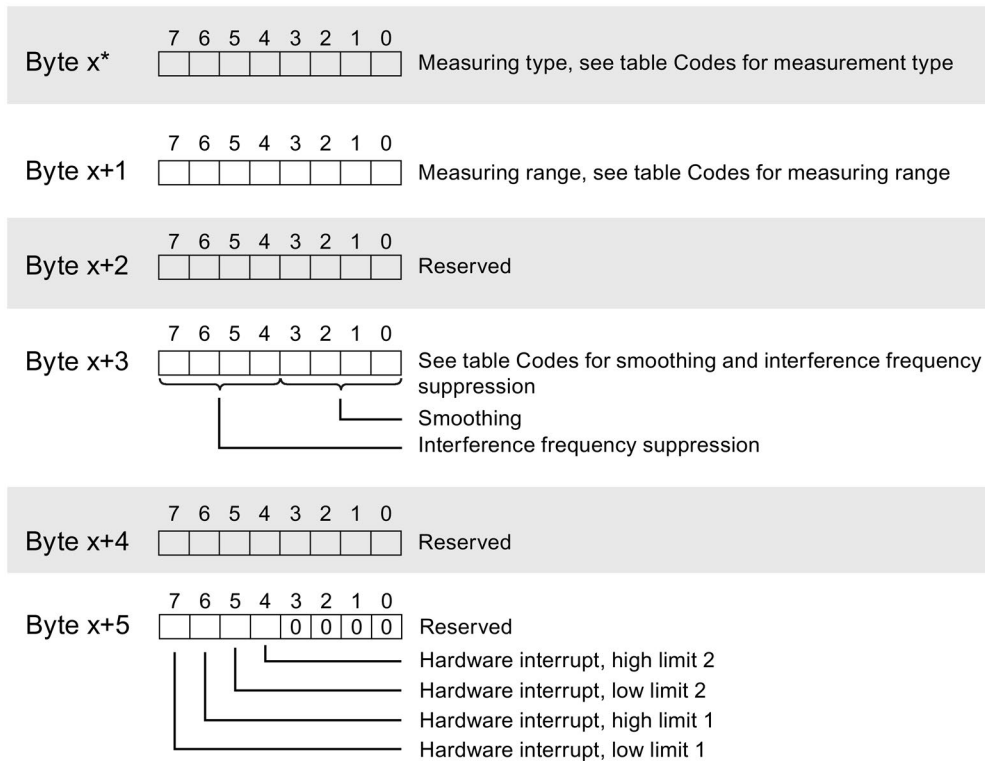 7 6 5 4 3 2 1 0
Byte x* Measuring type, see table Codes for measurement type
7 6 5 4 3 2 1 0
Byte x+1 Measuring range, see table Codes for measuring range
7 6 5 4 3 2 1 0
Byte x+2 Reserved
7 6 5 4 3 2 1 0
Byte x+3 See table Codes for smoothing and interference frequency
suppression
Smoothing
Interference frequency suppression
7 6 5 4 3 2 1 0
Byte x+4 Reserved
7 6 5 4 3 2 1 0
Byte x+5 0 0 0 0 Reserved
Hardware interrupt, high limit 2
Hardware interrupt, low limit 2
Hardware interrupt, high limit 1
Hardware interrupt, low limit 1